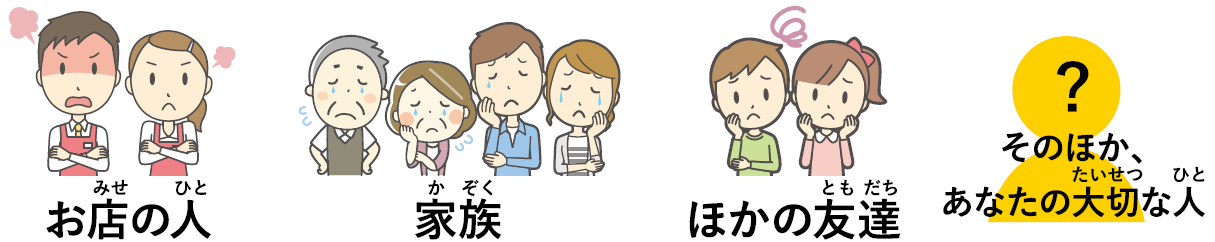 みせ ひと
お店の人
か ぞく
家族
とも だち
ほかの友達
?
そのほか、
たいせつ ひと
あなたの大切な人